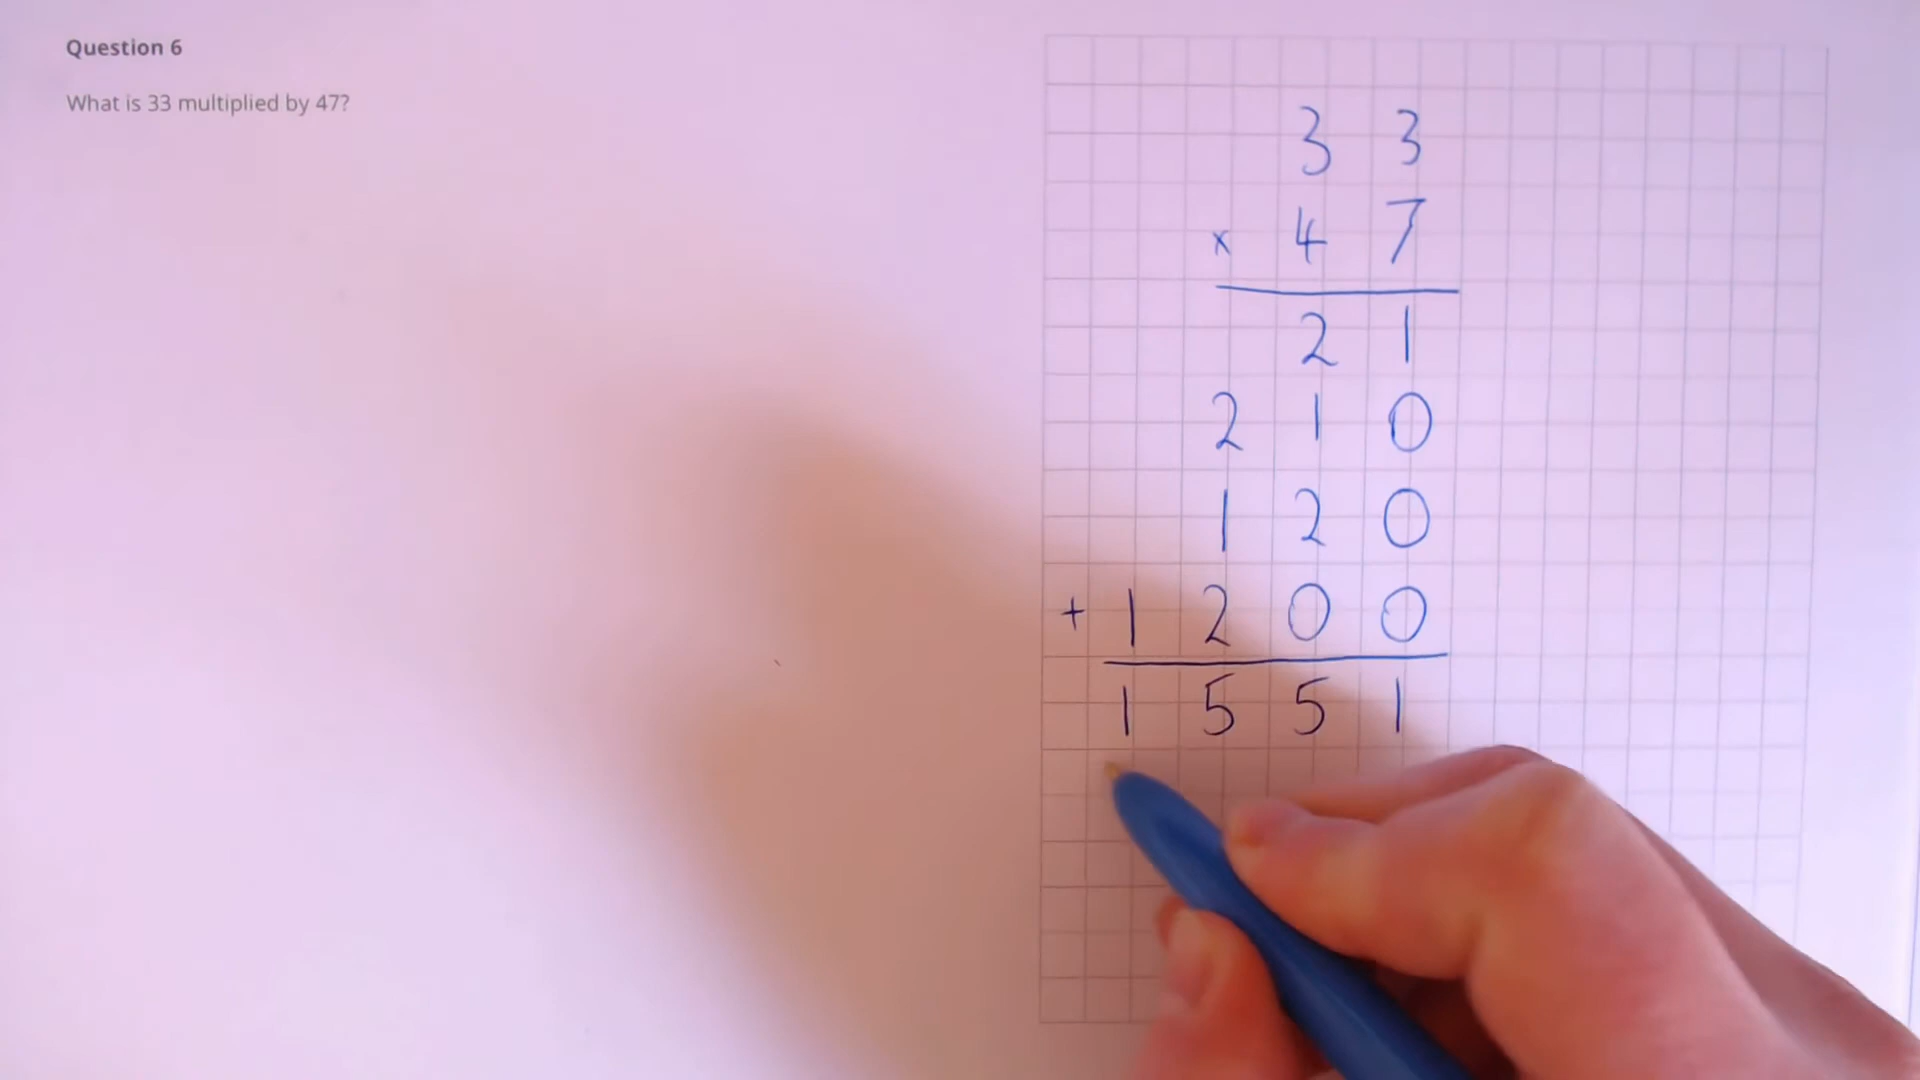 Question 6
What is 33 multiplied by 47?
3 3
x 4 7
2 1
2 1 0
1 2 0
+ 1 2 0 0
1 5 5 1